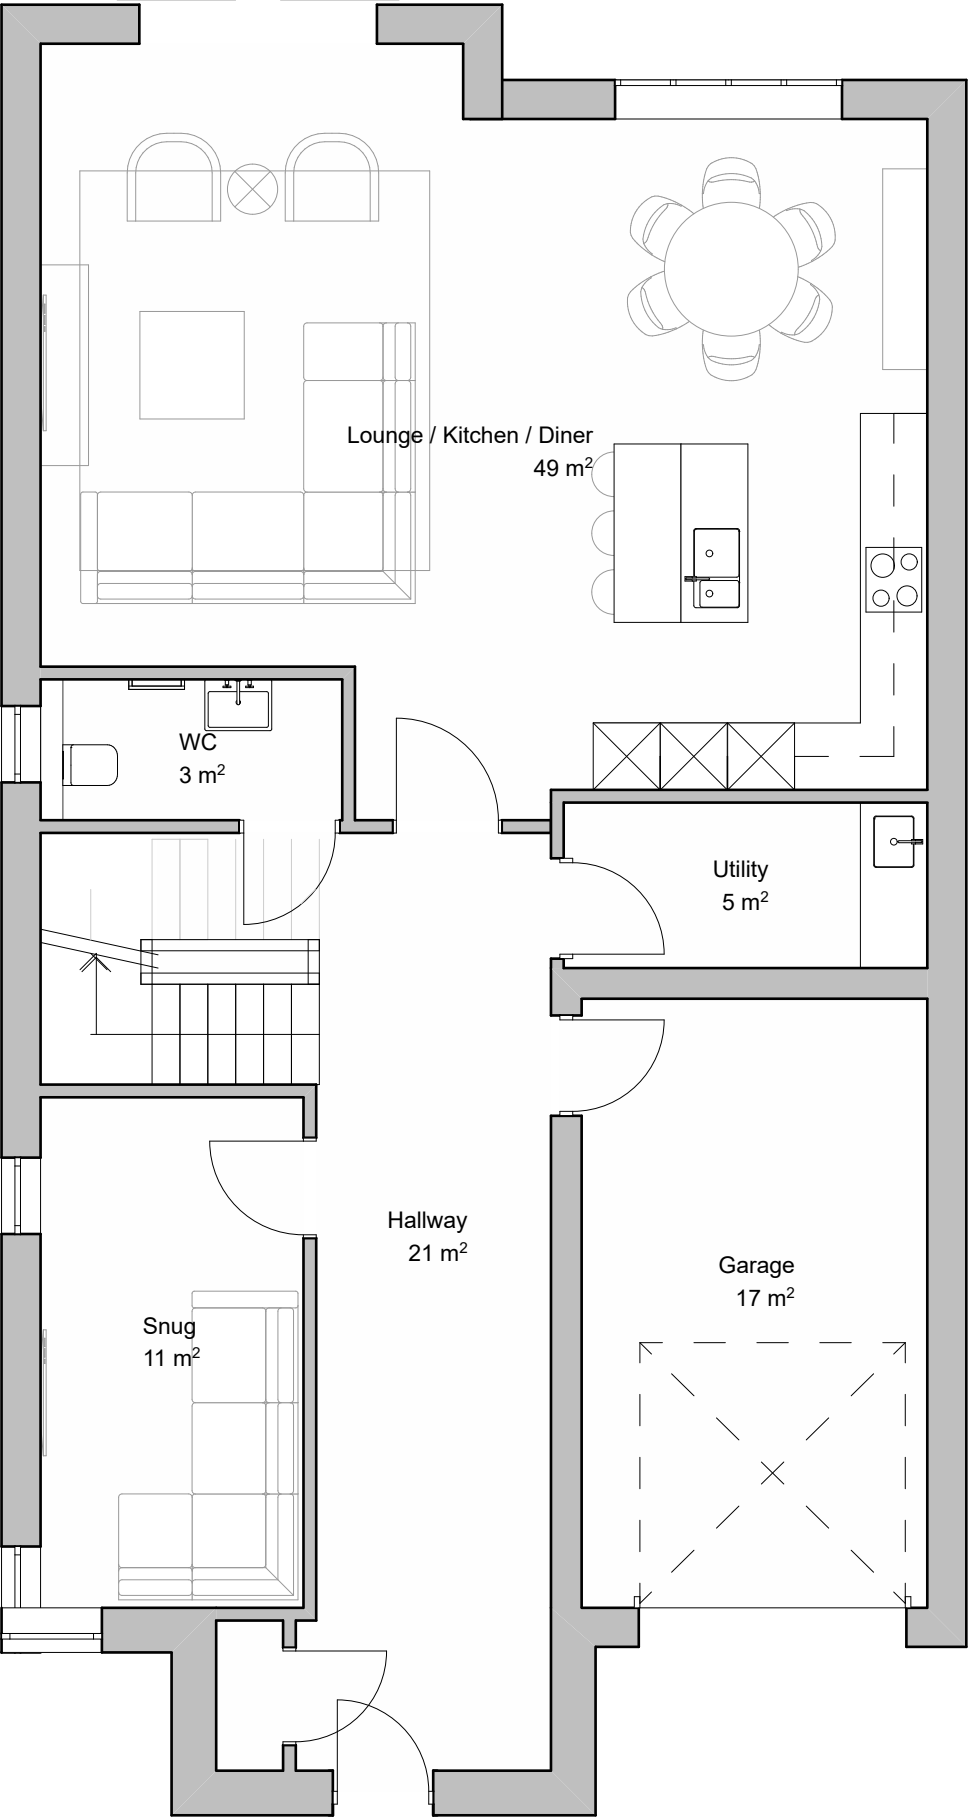 Lounge / Kitchen / Diner
49 m²
WC
3 m²
Utility
5 m²
Hallway
21 m²
Garage
17 m²
Snug
11 m²